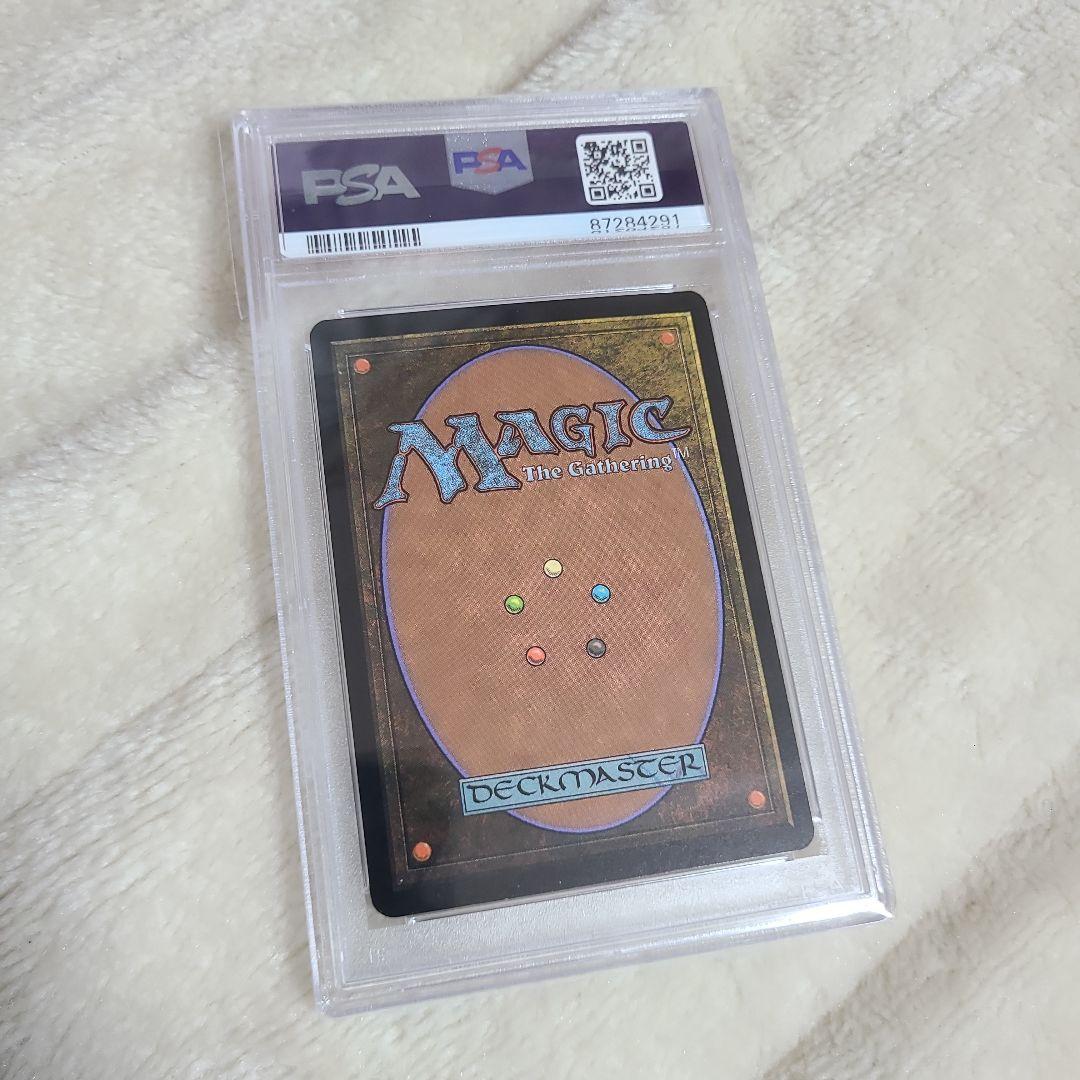 PSA
PSA
87284291
MAGIC
The Gathering™
DECKMASTER